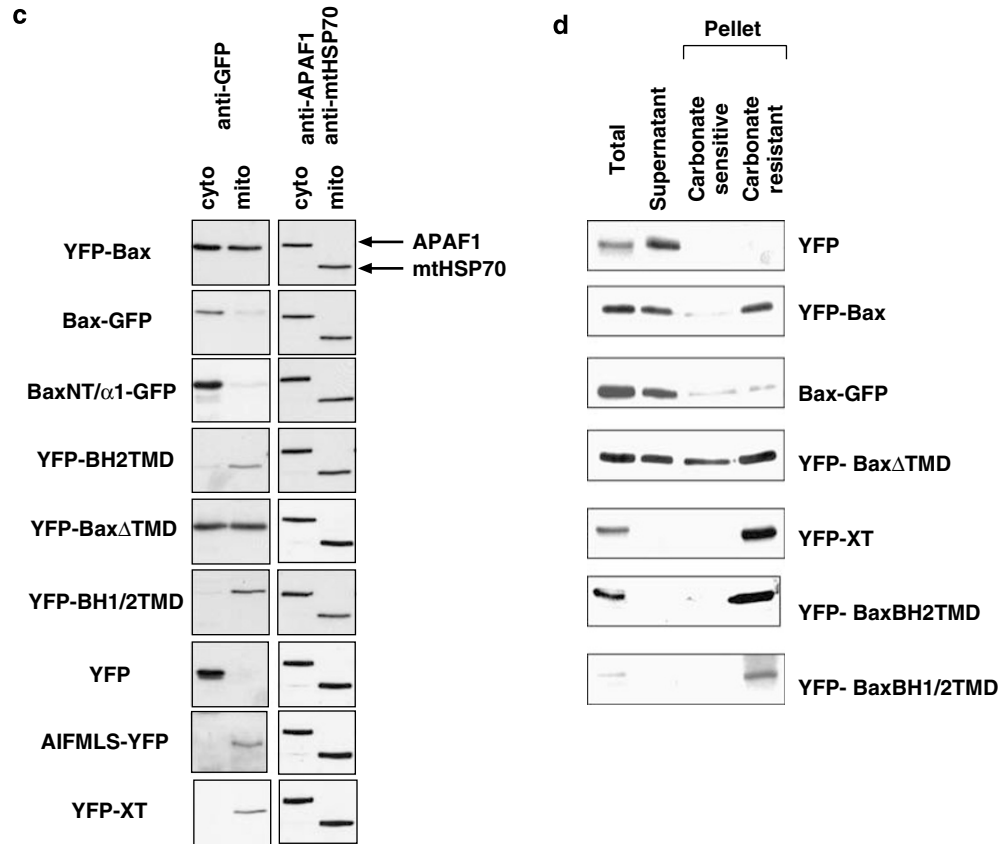 c
anti-GFP
anti-APAF1
anti-mtHSP70
cyto
mito
cyto
mito
YFP-Bax
APAF1
mtHSP70
Bax-GFP
BaxNT/α1-GFP
YFP-BH2TMD
YFP-BaxΔTMD
YFP-BH1/2TMD
YFP
AIFMLS-YFP
YFP-XT
d
Pellet
Total
Supernatant
Carbonate
sensitive
Carbonate
resistant
YFP
YFP-Bax
Bax-GFP
YFP- BaxΔTMD
YFP-XT
YFP- BaxBH2TMD
YFP- BaxBH1/2TMD